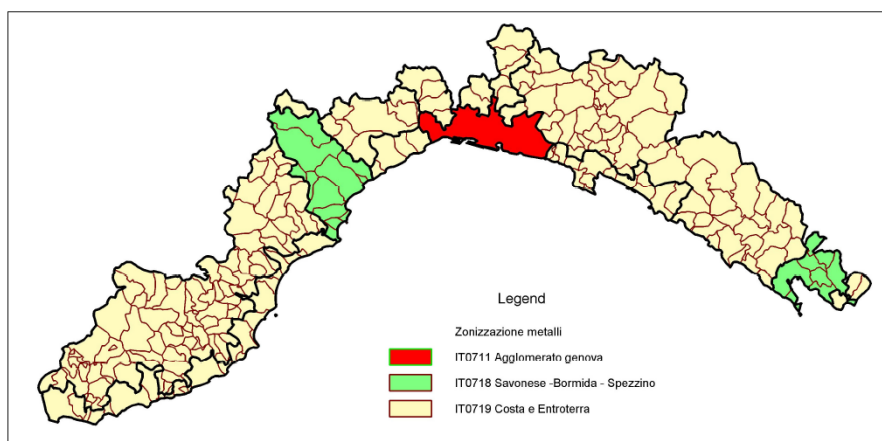 Legend
Zonizzazione metalli
IT0711 Agglomerato genova
IT0718 Savonese -Bormida - Spezzino
IT0719 Costa e Entroterra